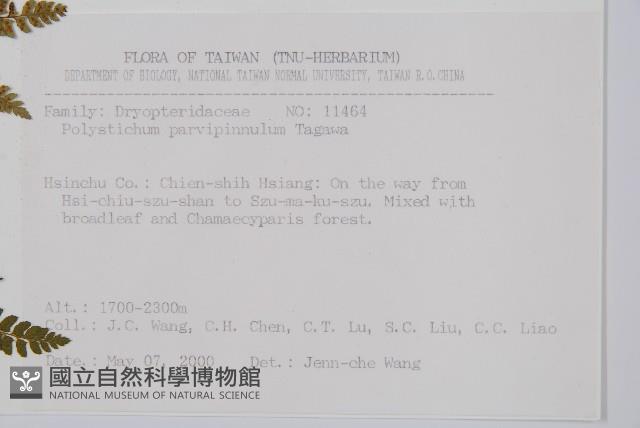 FLORA OF TAIWAN (TNU-HERBARIUM)
DEPARTMENT OF BIOLOGY, NATIONAL TAIWAN NORMAL UNIVERSITY, TAIWAN R.O.CHINA
Family: Dryopteridaceae NO: 11464
Polystichum parvipinnulum Tagawa
Hsinchu Co.: Chien-shih Hsiang: On the way from
Hsi-chiu-szu-shan to Szu-ma-ku-szu. Mixed with
broadleaf and Chamaecyparis forest.
Alt.: 1700-2300m
Coll.: J.C. Wang, C.H. Chen, C.T. Lu, S.C. Liu, C.C. Liao
Date.: May 07, 2000 Det.: Jenn-che Wang
國立自然科學博物館
NATIONAL MUSEUM OF NATURAL SCIENCE